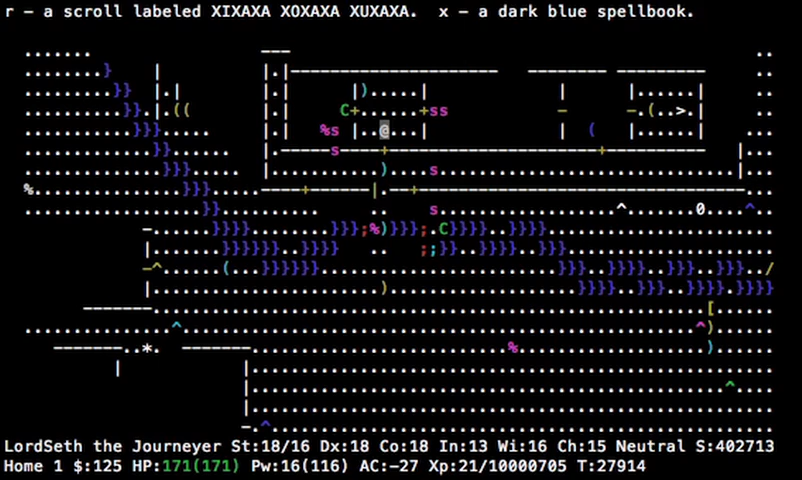 r – a scroll labeled XIXAXA XOXAXA XUXAXA.  x – a dark blue spellbook.
LordSeth the Journeyer St:18/16 Dx:18 Co:18 In:13 Wi:16 Ch:15 Neutral S:402713
Home 1 $:125 HP:171(171) Pw:16(116) AC:-27 Xp:21/10000705 T:27914